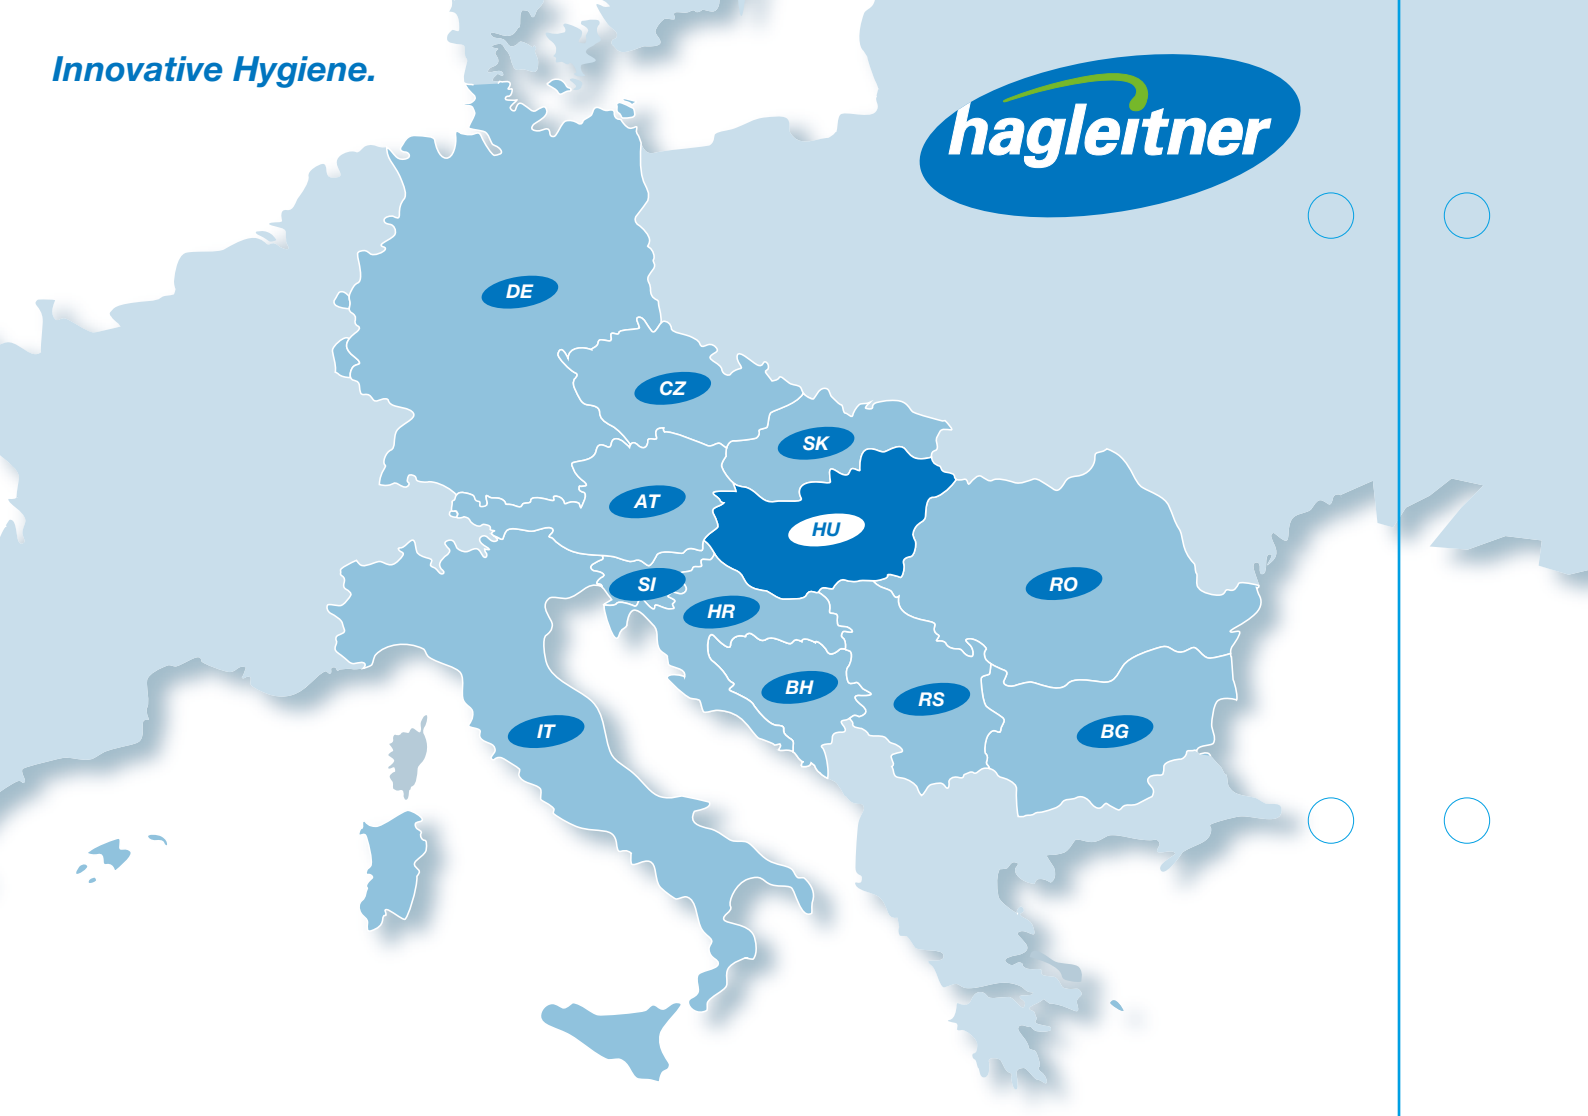 Innovative Hygiene.
hagleitner
DE
CZ
SK
AT
HU
SI
RO
HR
BH
RS
IT
BG